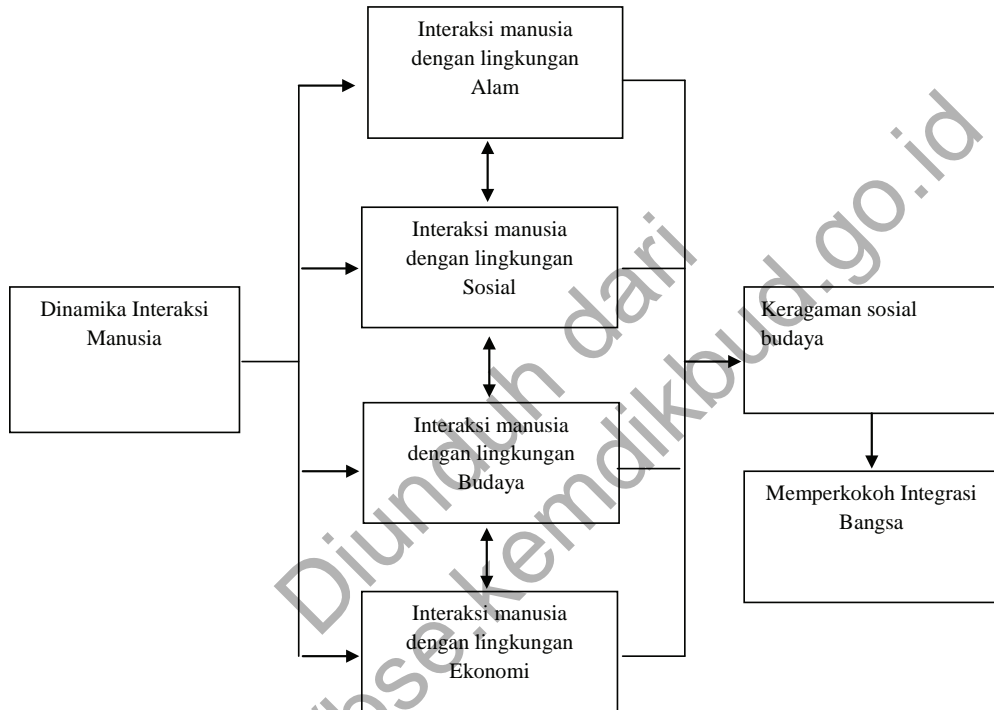 Interaksi manusia
dengan lingkungan
Alam
Interaksi manusia
dengan lingkungan
Sosial
Dinamika Interaksi
Manusia
Keragaman sosial
budaya
Interaksi manusia
dengan lingkungan
Budaya
Memperkokoh Integrasi
Bangsa
Interaksi manusia
dengan lingkungan
Ekonomi
Diunduh dari
bse.kemdikbud.go.id